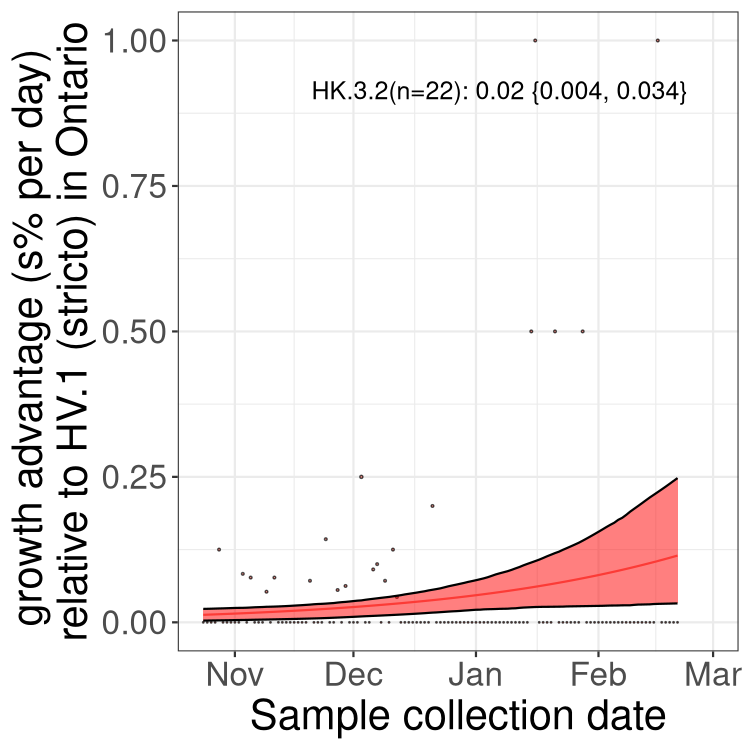 growth advantage (s% per day)
relative to HV.1 (stricto) in Ontario
1.00
0.75
0.50
0.25
0.00
HK.3.2(n=22): 0.02 {0.004, 0.034}
Nov Dec Jan Feb Mar
Sample collection date